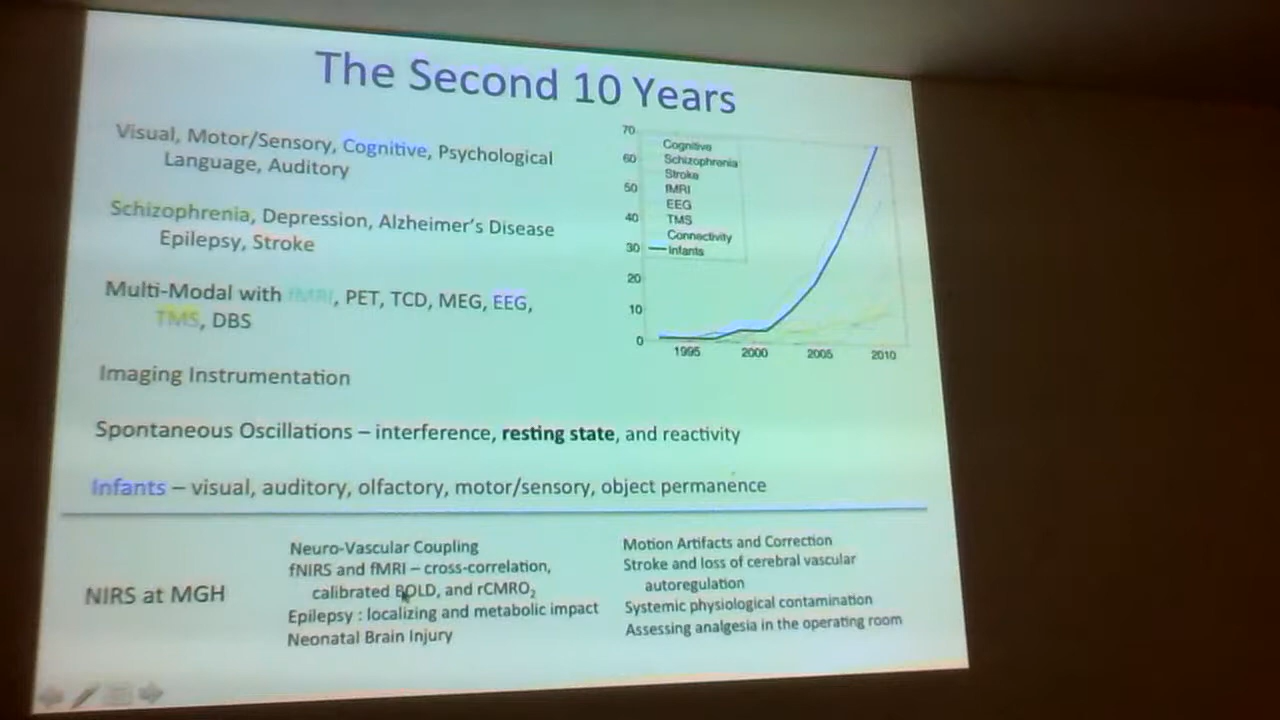 The Second 10 Years
Visual, Motor/Sensory, Cognitive, Psychological
Language, Auditory
Schizophrenia, Depression, Alzheimer's Disease
Epilepsy, Stroke
Multi-Modal with fMRI, PET, TCD, MEG, EEG,
TMS, DBS
Imaging Instrumentation
Spontaneous Oscillations – interference, resting state, and reactivity
Infants – visual, auditory, olfactory, motor/sensory, object permanence
70
60
50
40
30
20
10
0
Cognitive
Schizophrenia
Stroke
fMRI
EEG
TMS
Connectivity
Infants
1995 2000 2005 2010
NIRS at MGH
Neuro-Vascular Coupling
fNIRS and fMRI – cross-correlation,
calibrated BOLD, and rCMRO₂
Epilepsy : localizing and metabolic impact
Neonatal Brain Injury
Motion Artifacts and Correction
Stroke and loss of cerebral vascular
autoregulation
Systemic physiological contamination
Assessing analgesia in the operating room